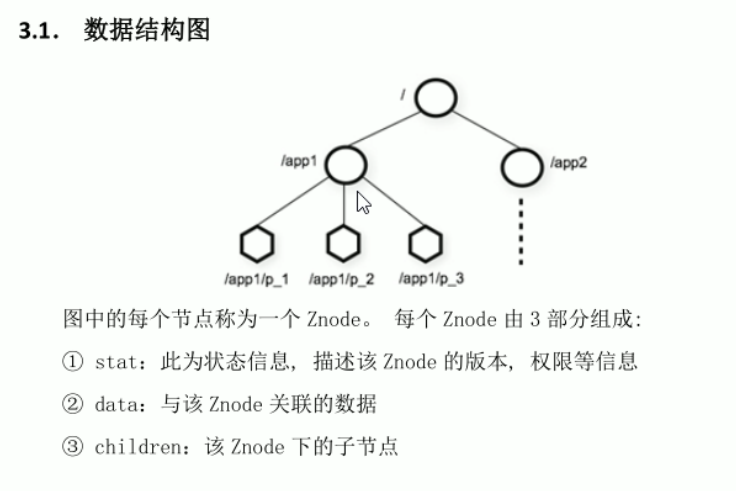 3.1. 数据结构图
/
/app1
/app2
/app1/p_1 /app1/p_2 /app1/p_3
图中的每个节点称为一个 Znode。 每个 Znode 由 3 部分组成:
① stat: 此为状态信息, 描述该 Znode 的版本, 权限等信息
② data: 与该 Znode 关联的数据
③ children: 该 Znode 下的子节点